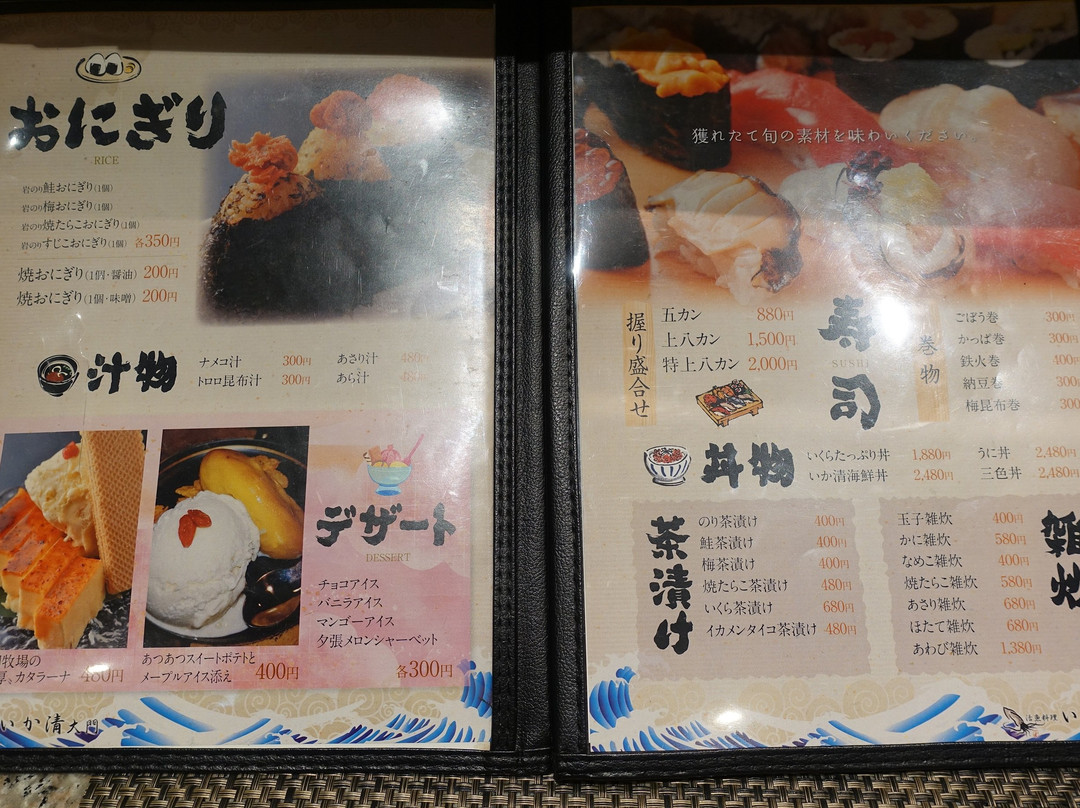 おにぎり
RICE
岩のり鮭おにぎり(1個)
岩のり梅おにぎり(1個)
岩のり焼たらこおにぎり(1個)
岩のりすじこおにぎり(1個) 各350円
焼おにぎり(1個・醤油) 200円
焼おにぎり(1個・味噌) 200円
汁物
ナメコ汁 300円
トロロ昆布汁 300円
あさり汁 480円
あら汁
デザート
DESSERT
チョコアイス
バニラアイス
マンゴーアイス
夕張メロンシャーベット
各300円
牧場の
カタラーナ 480円
あつあつスイートポテトと
メープルアイス添え 400円
いか清大門
獲れたて旬の素材を味わいください。
握り盛合せ
五カン 880円
上八カン 1,500円
特上八カン 2,000円
寿司
SUSHI
巻物
ごぼう巻 300円
かっぱ巻 300円
鉄火巻 400
納豆巻 300
梅昆布巻 300
丼物
いくらたっぷり丼 1,880円
いか清海鮮丼 2,480円
うに丼 2,480円
三色丼 2,480円
茶漬け
のり茶漬け 400円
鮭茶漬け 400円
梅茶漬け 400円
焼たらこ茶漬け 480円
いくら茶漬け 680円
イカメンタイコ茶漬け 480円
雑炊
玉子雑炊 400円
かに雑炊 580円
なめこ雑炊 400円
焼たらこ雑炊 580円
あさり雑炊 680円
ほたて雑炊 680円
あわび雑炊 1,380円
活魚料理 い